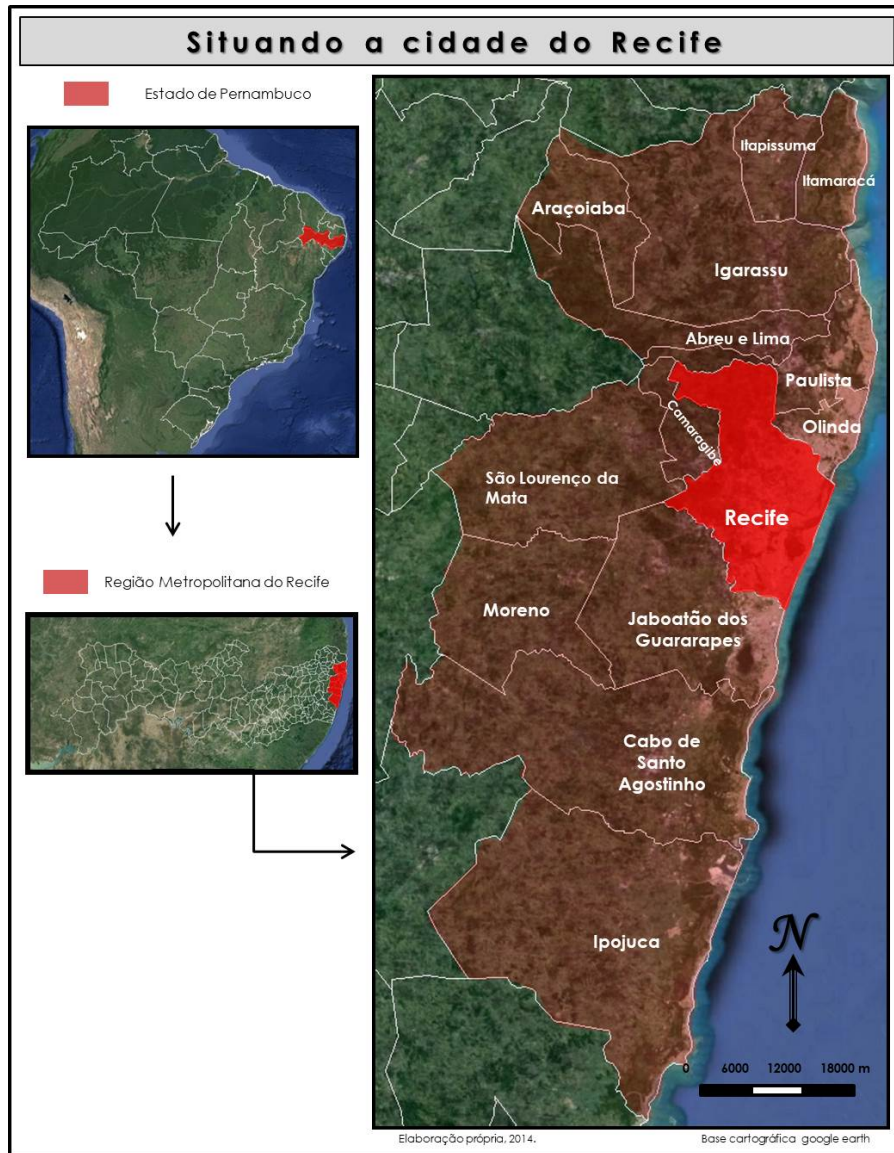 Situando a cidade do Recife
Estado de Pernambuco
Região Metropolitana do Recife
Itapissuma
Itamaracá
Araçoiaba
Igarassu
Abreu e Lima
Paulista
Camaragibe
Olinda
São Lourenço da
Mata
Recife
Moreno
Jaboatão dos
Guararapes
Cabo de
Santo
Agostinho
Ipojuca
N
0 6000 12000 18000 m
Elaboração própria, 2014.
Base cartográfica google earth